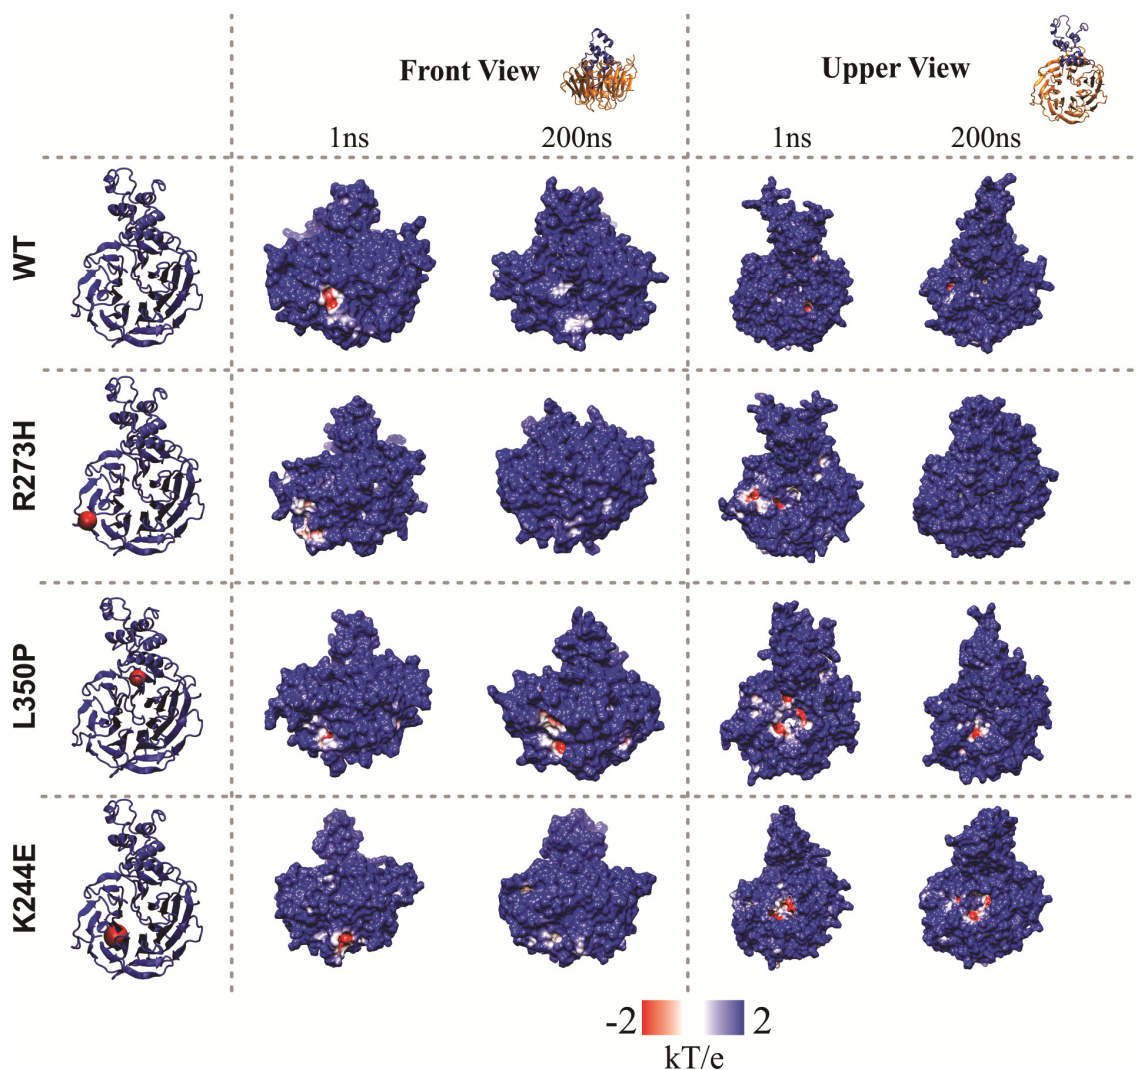 Front View
Upper View
1ns
200ns
1ns
200ns
WT
R273H
L350P
K244E
-2
2
kT/e